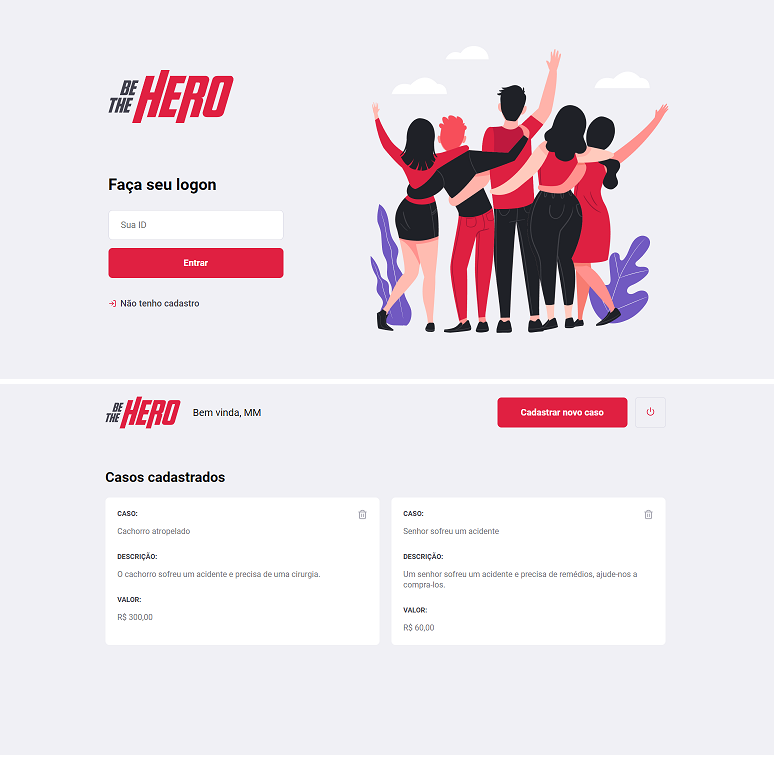 BE
THE HERO
Faça seu logon
Sua ID
Entrar
Não tenho cadastro
BE
THE HERO
Bem vinda, MM
Cadastrar novo caso
Casos cadastrados
CASO:
Cachorro atropelado
DESCRIÇÃO:
O cachorro sofreu um acidente e precisa de uma cirurgia.
VALOR:
R$ 300,00
CASO:
Senhor sofreu um acidente
DESCRIÇÃO:
Um senhor sofreu um acidente e precisa de remédios, ajude-nos a
compra-los.
VALOR:
R$ 60,00